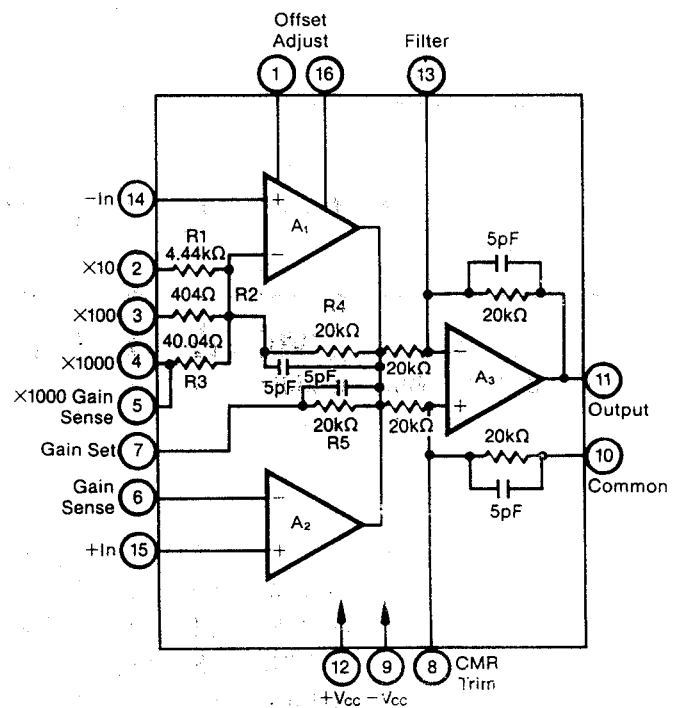 Offset
Adjust
Filter
1
16
13
-In
14
+
A1
−
R1
4.44kΩ
×10
2
R2
404Ω
×100
3
40.04Ω
×1000
4
R3
×1000 Gain
Sense
5
Gain Set
7
Gain
Sense
6
+In
15
R4
20kΩ
5pF
5pF
20kΩ
R5
20kΩ
20kΩ
5pF
20kΩ
−
A3
+
11
Output
20kΩ
10
Common
5pF
−
A2
+
12
+VCC
9
−VCC
8
CMR
Trim